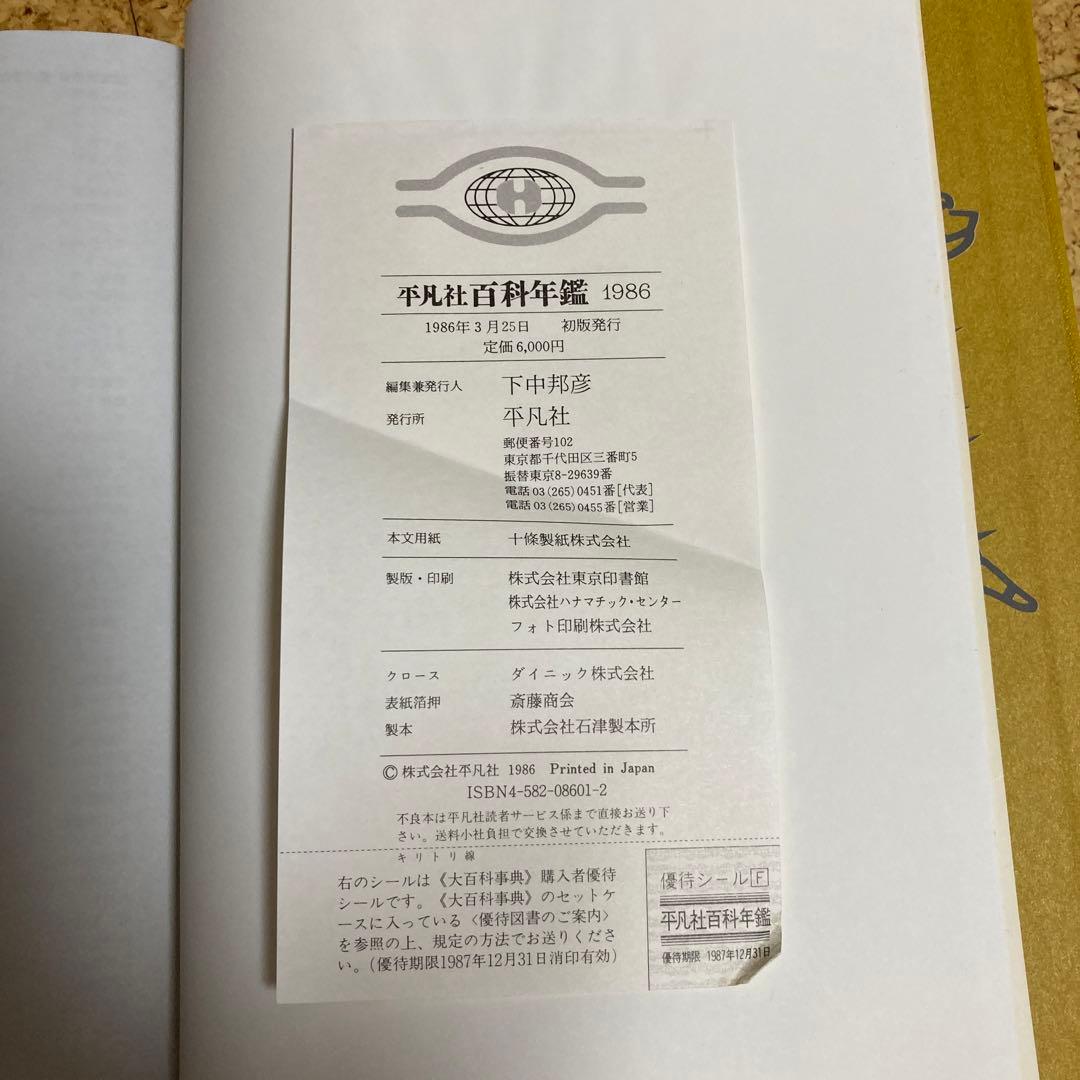 H
平凡社百科年鑑 1986
1986年3月25日 初版発行
定価6,000円
編集兼発行人 下中邦彦
発行所 平凡社
郵便番号102
東京都千代田区三番町5
振替東京8-29639番
電話 03(265)0451番[代表]
電話 03(265)0455番[営業]
本文用紙 十條製紙株式会社
製版・印刷 株式会社東京印書館
株式会社ハナマチック・センター
フォト印刷株式会社
クロース ダイニック株式会社
表紙箔押 斎藤商会
製本 株式会社石津製本所
©株式会社平凡社 1986 Printed in Japan
ISBN4-582-08601-2
不良本は平凡社読者サービス係まで直接お送り下
さい。送料小社負担で交換させていただきます。
キリトリ線
右のシールは《大百科事典》購入者優待
シールです。《大百科事典》のセットケ
ースに入っている〈優待図書のご案内〉
を参照の上、規定の方法でお送りくださ
い。(優待期限1987年12月31日消印有効)
優待シールF
平凡社百科年鑑
優待期限 1987年12月31日